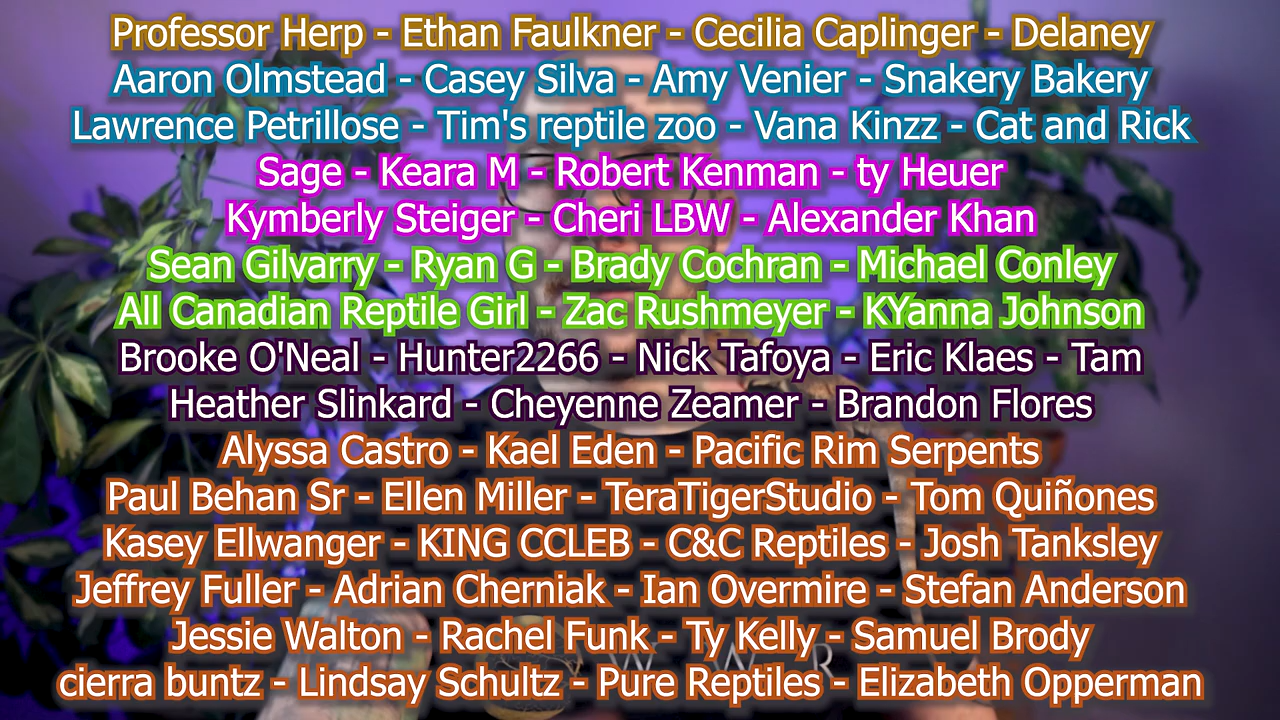 Professor Herp - Ethan Faulkner - Cecilia Caplinger - Delaney
Aaron Olmstead - Casey Silva - Amy Venier - Snakery Bakery
Lawrence Petrillose - Tim's reptile zoo - Vana Kinzz - Cat and Rick
Sage - Keara M - Robert Kenman - ty Heuer
Kymberly Steiger - Cheri LBW - Alexander Khan
Sean Gilvarry - Ryan G - Brady Cochran - Michael Conley
All Canadian Reptile Girl - Zac Rushmeyer - KYanna Johnson
Brooke O'Neal - Hunter2266 - Nick Tafoya - Eric Klaes - Tam
Heather Slinkard - Cheyenne Zeamer - Brandon Flores
Alyssa Castro - Kael Eden - Pacific Rim Serpents
Paul Behan Sr - Ellen Miller - TeraTigerStudio - Tom Quiñones
Kasey Ellwanger - KING CCLEB - C&C Reptiles - Josh Tanksley
Jeffrey Fuller - Adrian Cherniak - Ian Overmire - Stefan Anderson
Jessie Walton - Rachel Funk - Ty Kelly - Samuel Brody
cierra buntz - Lindsay Schultz - Pure Reptiles - Elizabeth Opperman